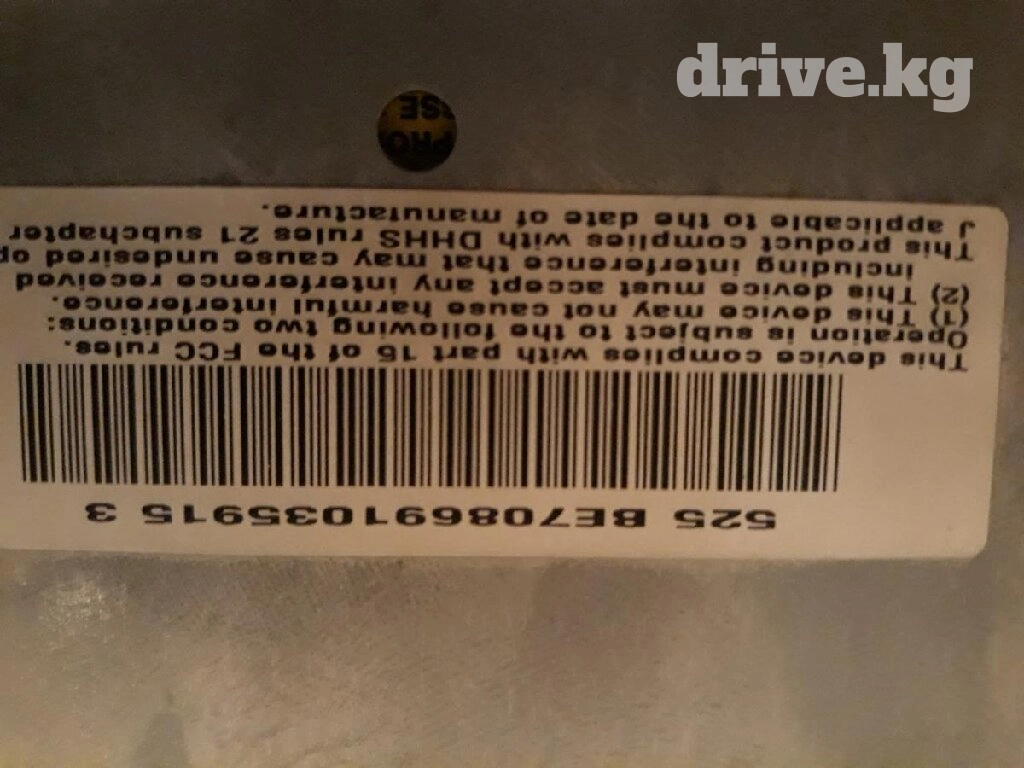 drive.kg
525 BE708691035915 3
This device complies with part 15 of the FCC rules.
Operation is subject to the following two conditions:
(1) This device may not cause harmful interference.
(2) This device must accept any interference received
including interference that may cause undesired op
This product complies with DHHS rules 21 subchapter
J applicable to the date of manufacture.
PRO
SE